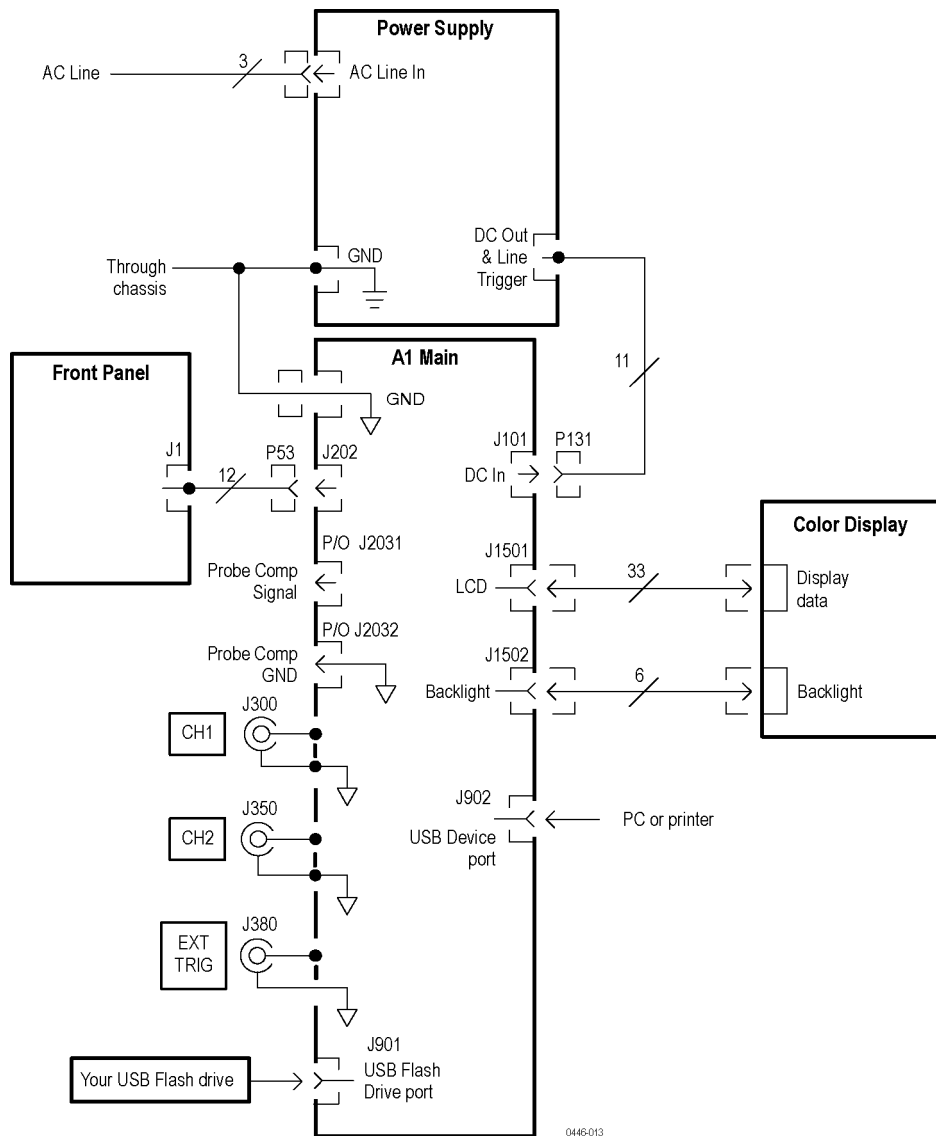 Power Supply
3
AC Line
AC Line In
DC Out
& Line
Trigger
GND
Through
chassis
A1 Main
Front Panel
11
GND
J1
P53
J202
J101
P131
12
DC In
Color Display
P/O J2031
J1501
Probe Comp
Signal
LCD
33
Display
data
P/O J2032
J1502
Probe Comp
GND
6
Backlight
Backlight
J300
CH1
J902
PC or printer
USB Device
port
J350
CH2
J380
EXT
TRIG
J901
Your USB Flash drive
USB Flash
Drive port
0446-013